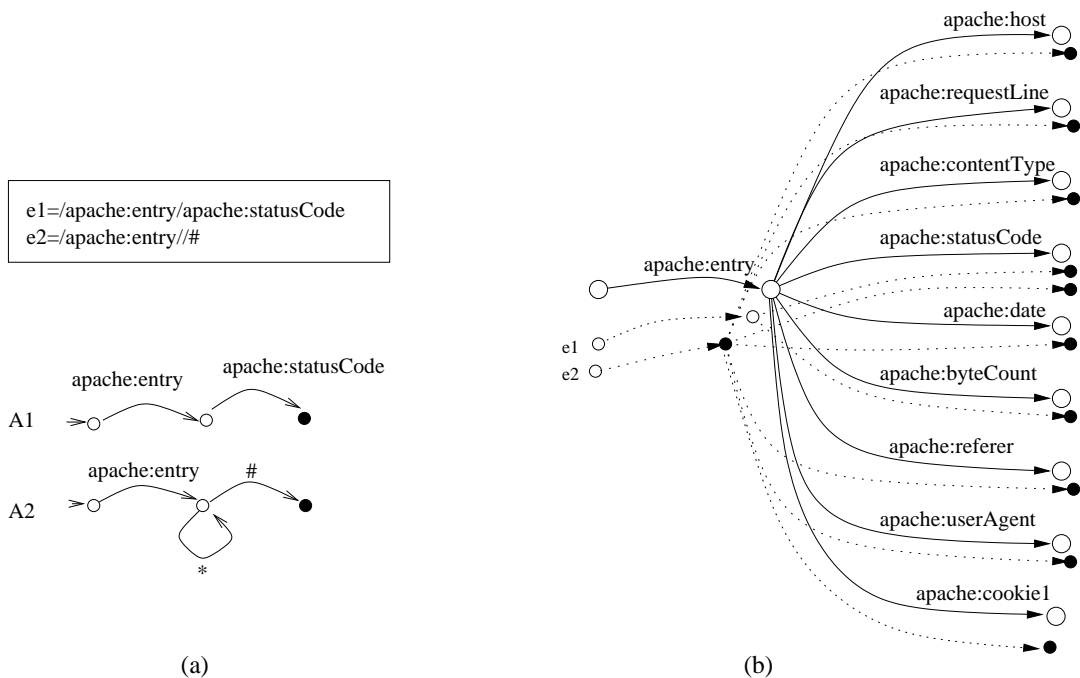 e1=/apache:entry/apache:statusCode
e2=/apache:entry//#
A1
apache:entry
apache:statusCode
A2
apache:entry
#
*
(a)
apache:host
apache:requestLine
apache:contentType
apache:statusCode
apache:entry
apache:date
e1
e2
apache:byteCount
apache:referer
apache:userAgent
apache:cookie1
(b)